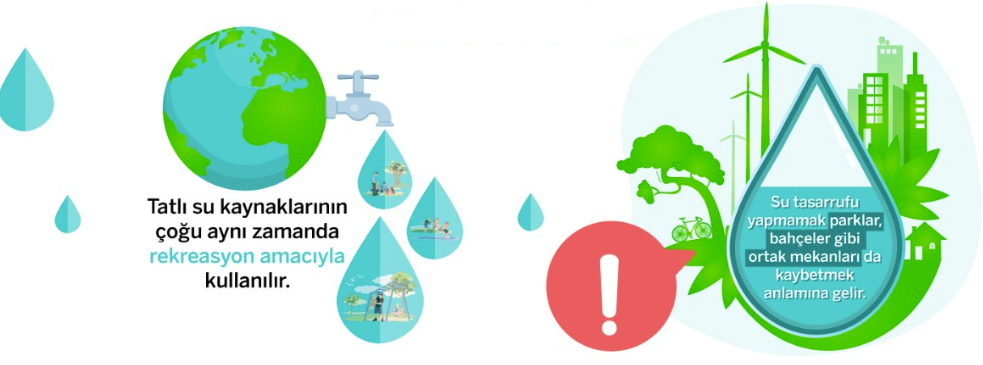 Tatlı su kaynaklarının
çoğu aynı zamanda
rekreasyon amacıyla
kullanılır.
Su tasarrufu
yapmamak parklar,
bahçeler gibi
ortak mekanları da
kaybetmek
anlamına gelir.
!